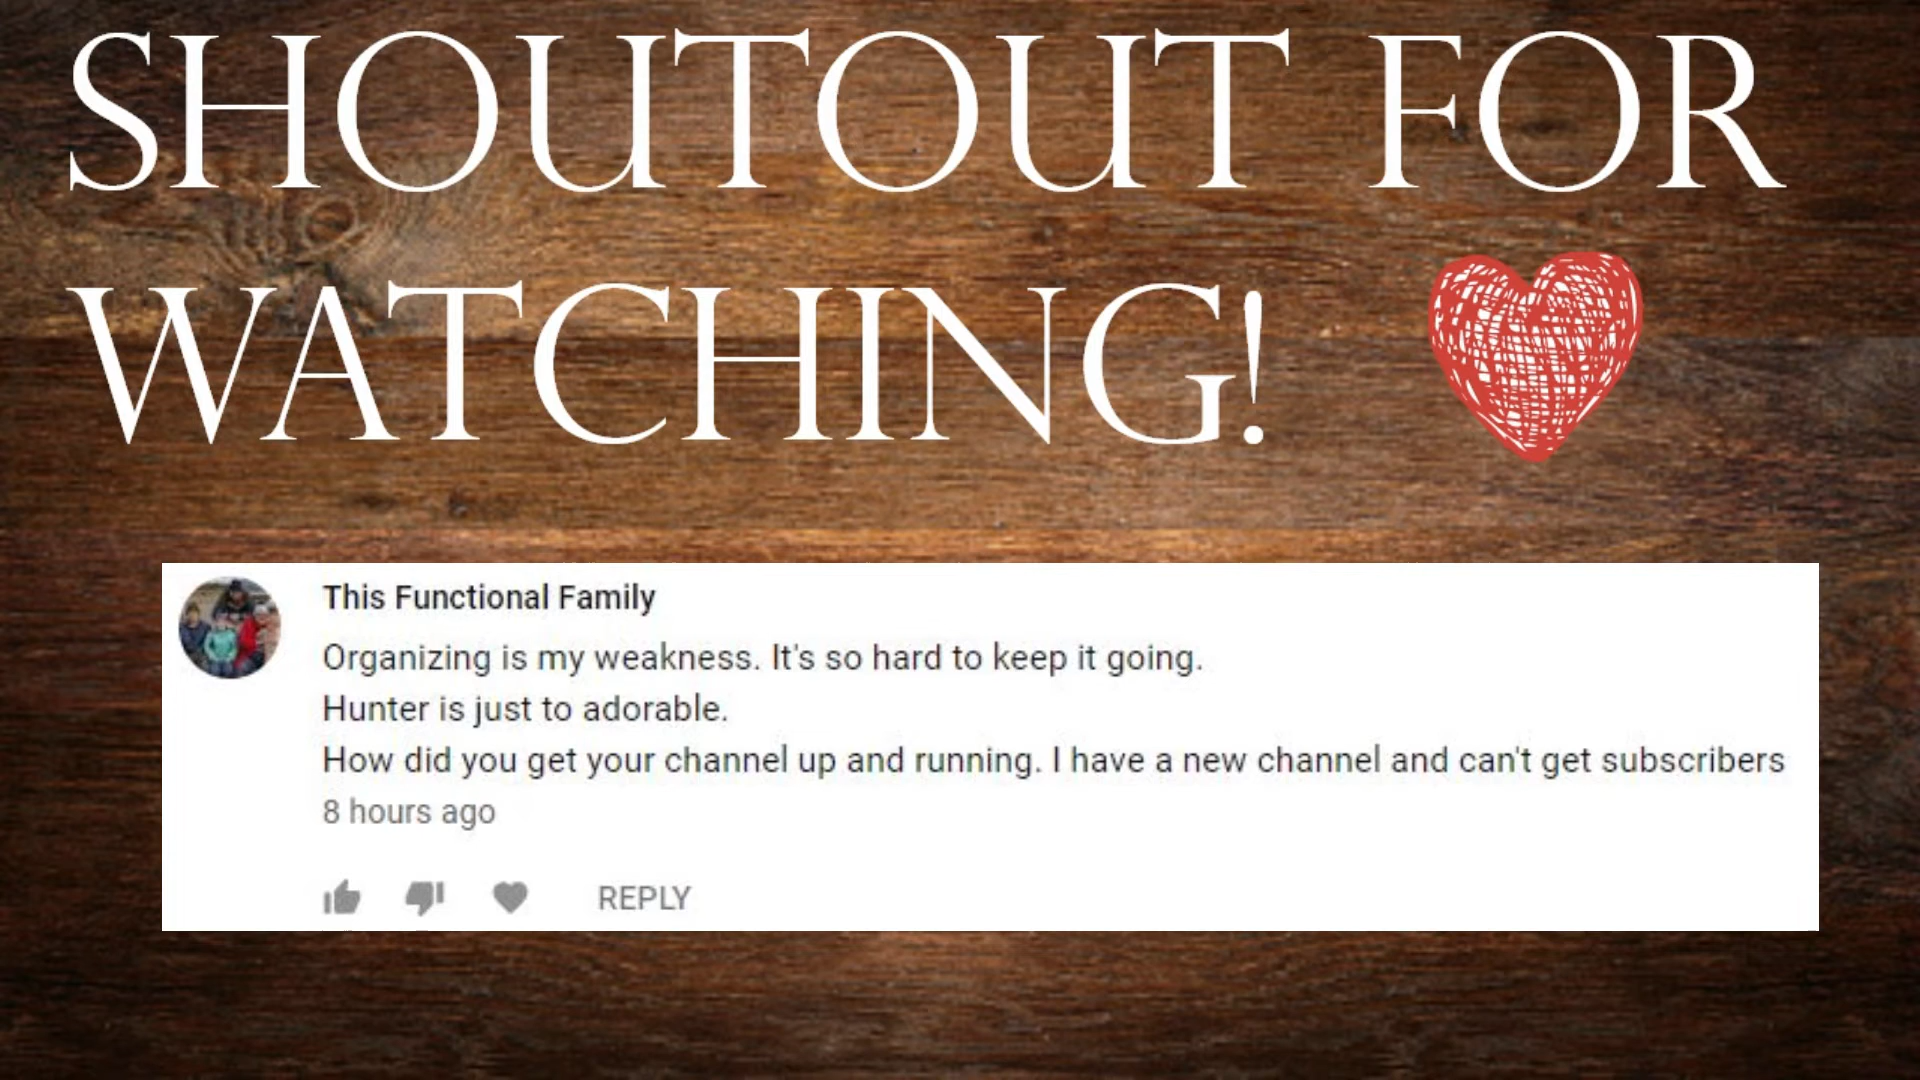 SHOUTOUT FOR
WATCHING!
This Functional Family
Organizing is my weakness. It's so hard to keep it going.
Hunter is just to adorable.
How did you get your channel up and running. I have a new channel and can't get subscribers
8 hours ago
REPLY